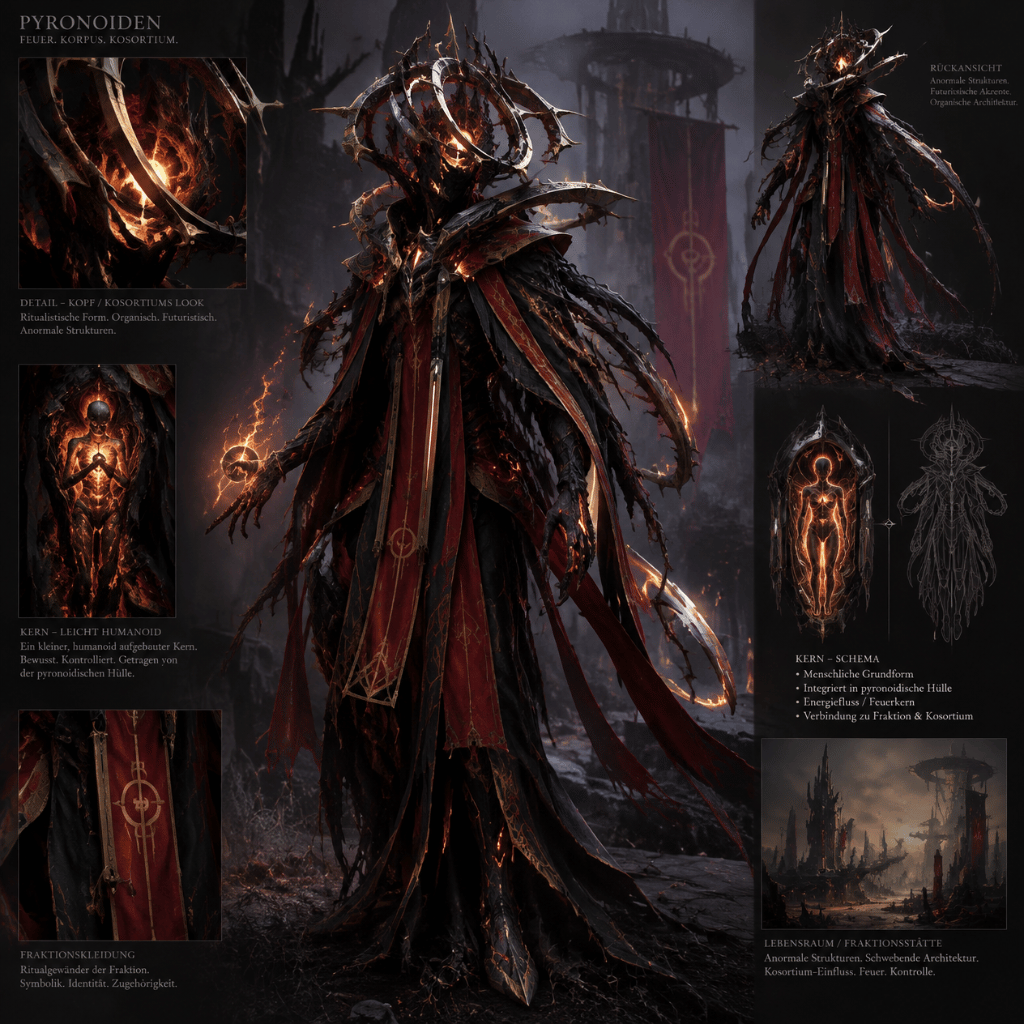 PYRONOIDEN
FEUER. KORPUS. KOSORTIUM.
DETAIL – KOPF / KOSORTIUMS LOOK
Ritualistische Form. Organisch. Futuristisch.
Anormale Strukturen.
KERN – LEICHT HUMANOID
Ein kleiner, humanoid aufgebauter Kern.
Bewusst. Kontrolliert. Getragen von
der pyronoidischen Hülle.
FRAKTIONSKLEIDUNG
Ritualgewänder der Fraktion.
Symbolik. Identität. Zugehörigkeit.
RÜCKANSICHT
Anormale Strukturen.
Futuristische Akzente.
Organische Architektur.
KERN – SCHEMA
• Menschliche Grundform
• Integriert in pyronoidische Hülle
• Energiefluss / Feuerkern
• Verbindung zu Fraktion & Kosortium
LEBENSRAUM / FRAKTIONSSTÄTTE
Anormale Strukturen. Schwebende Architektur.
Kosortium-Einfluss. Feuer. Kontrolle.